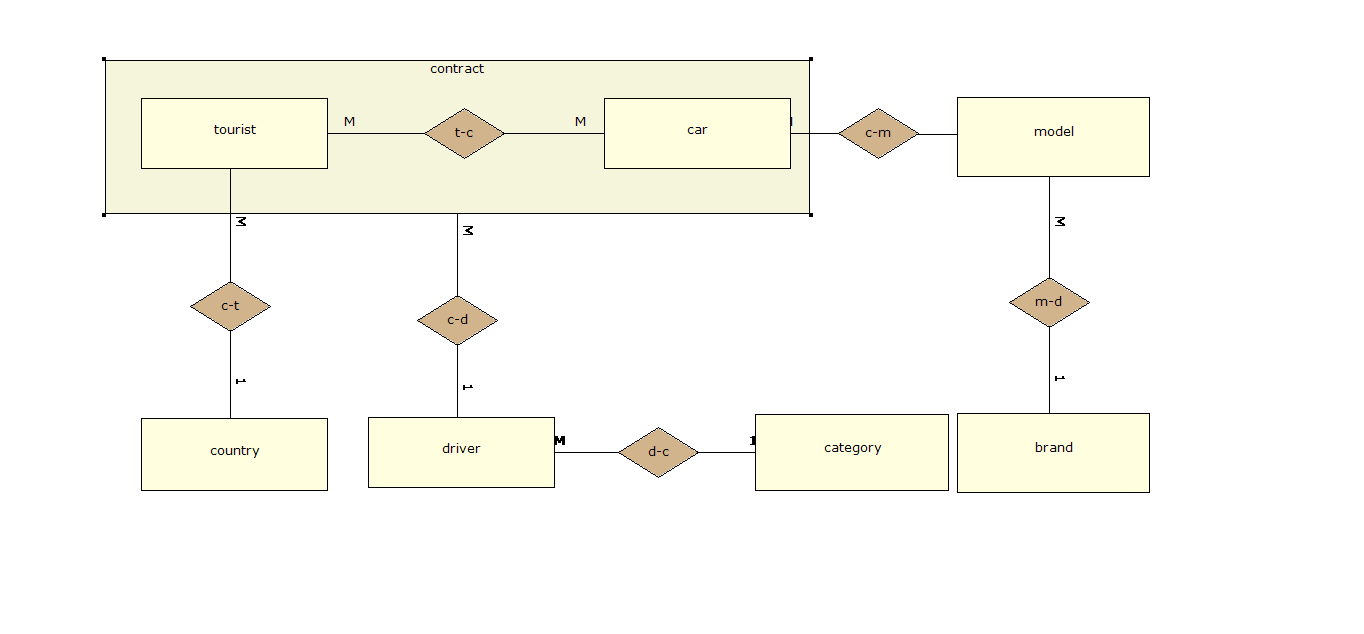 contract
tourist
M
t-c
M
car
c-m
model
M
M
M
c-t
c-d
m-d
1
1
1
country
driver
M
d-c
1
category
brand